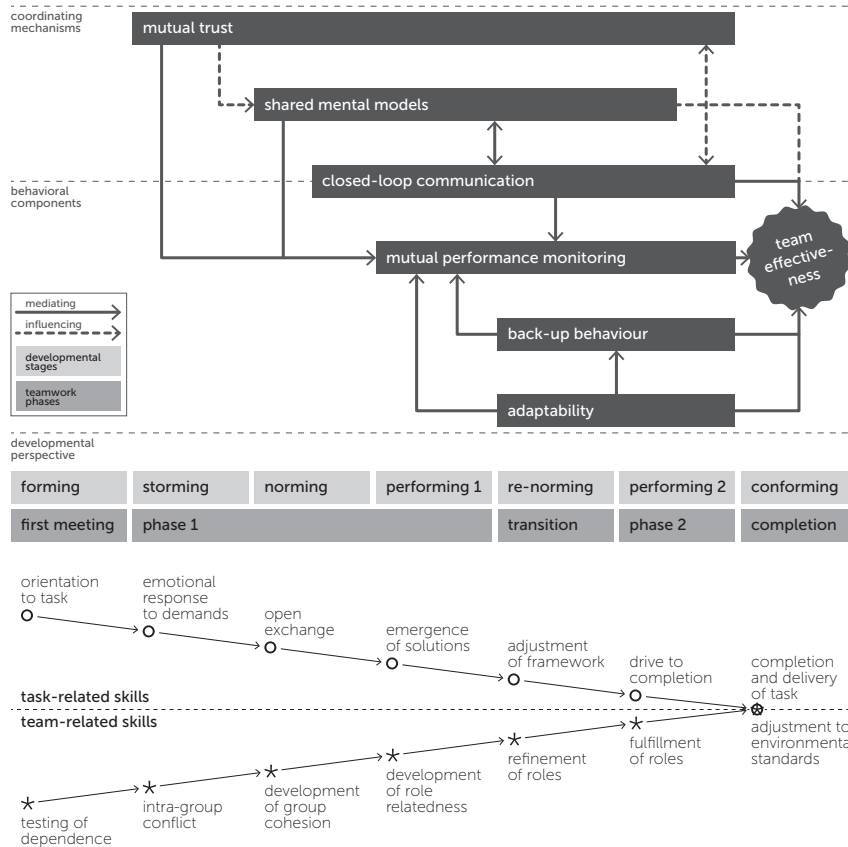 coordinating
mechanisms
mutual trust
shared mental models
closed-loop communication
behavioral
components
mutual performance monitoring
team
effective-
ness
mediating
influencing
back-up behaviour
developmental
stages
teamwork
phases
adaptability
developmental
perspective
forming
storming
norming
performing 1
re-norming
performing 2
conforming
first meeting
phase 1
transition
phase 2
completion
orientation
to task
emotional
response
to demands
open
exchange
emergence
of solutions
adjustment
of framework
drive to
completion
completion
and delivery
of task
task-related skills
team-related skills
testing of
dependence
intra-group
conflict
development
of group
cohesion
development
of role
relatedness
refinement
of roles
fulfillment
of roles
adjustment to
environmenta
standards